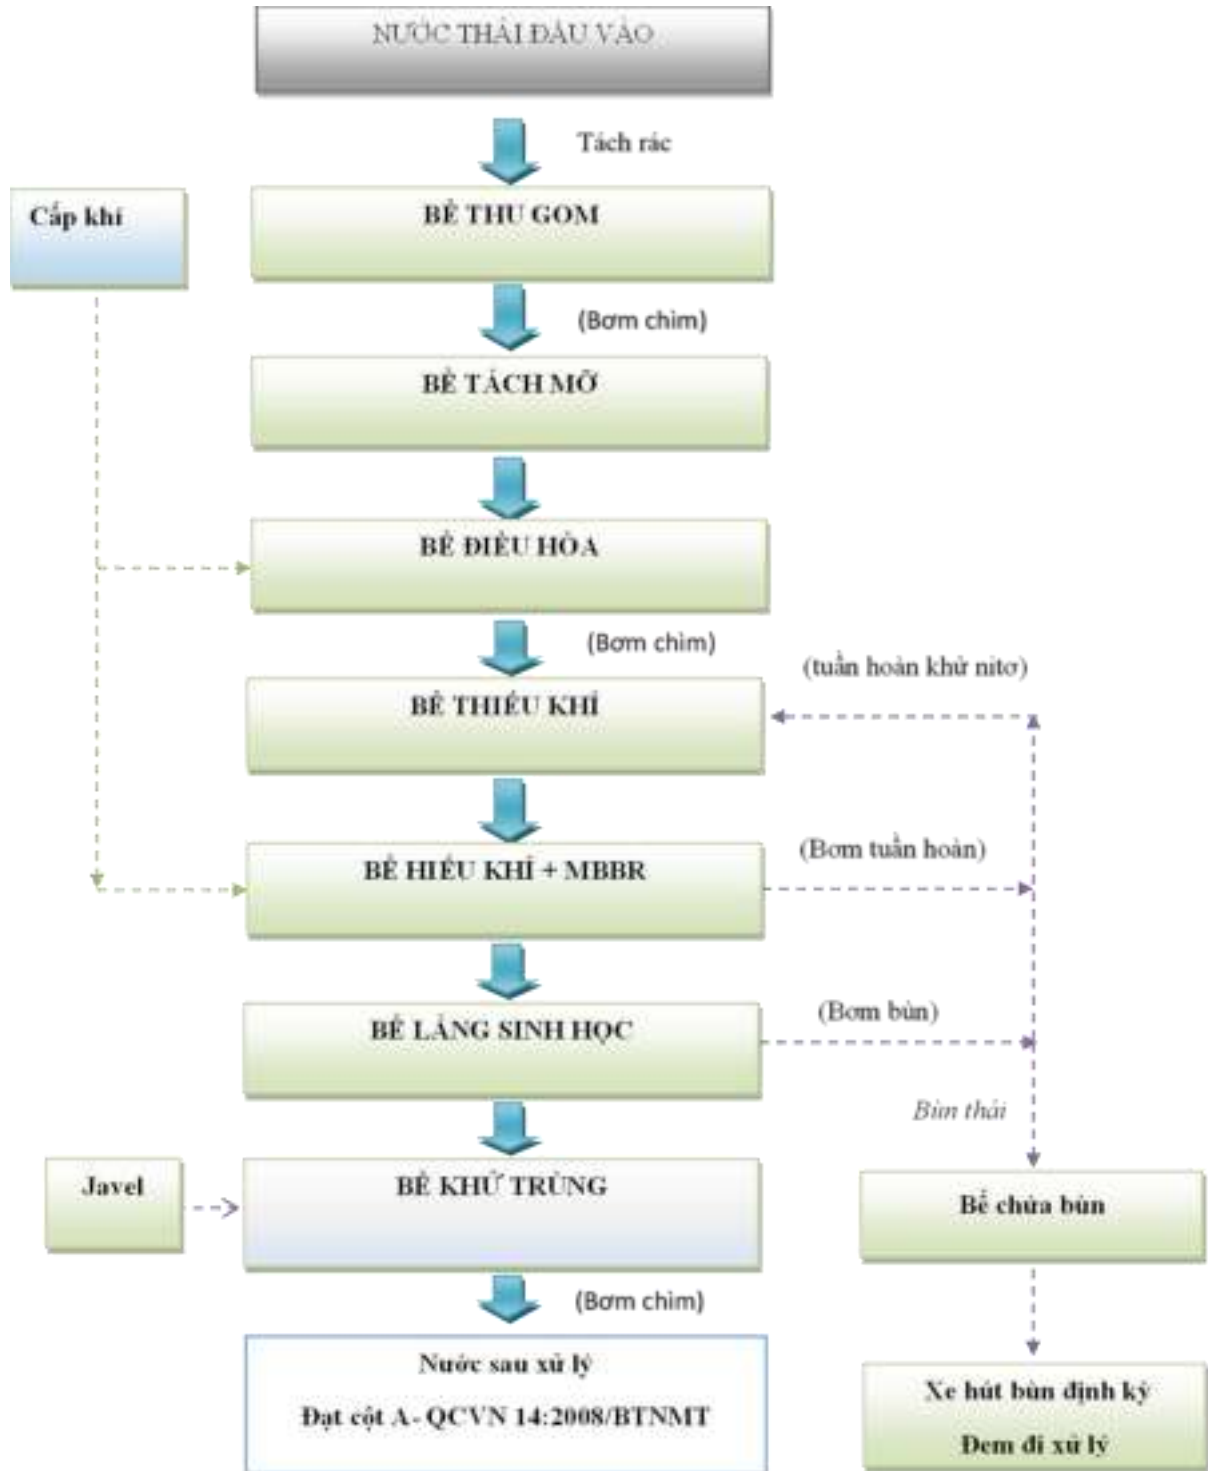 NƯỚC THẢI ĐẦU VÀO
Tách rác
Cấp khí
BỂ THU GOM
(Bơm chìm)
BỂ TÁCH MỠ
BỂ ĐIỀU HÒA
(Bơm chìm)
(tuần hoàn khử nitơ)
BỂ THIẾU KHÍ
(Bơm tuần hoàn)
BỂ HIẾU KHÍ + MBBR
(Bơm bùn)
BỂ LẮNG SINH HỌC
Bùn thải
Javel
BỂ KHỬ TRÙNG
Bể chứa bùn
(Bơm chìm)
Nước sau xử lý
Đạt cột A- QCVN 14:2008/BTNMT
Xe hút bùn định kỳ
Đem đi xử lý